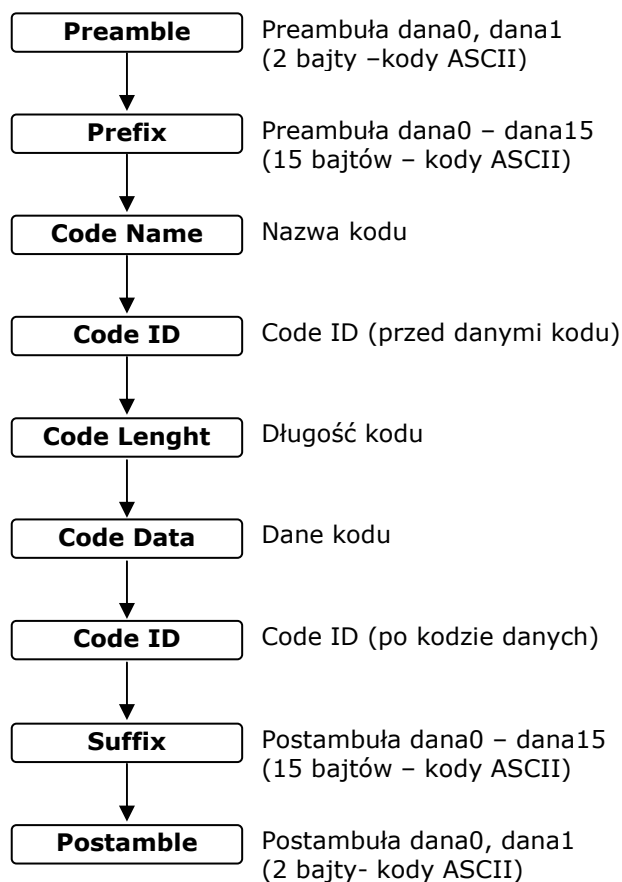 Preamble
Preambuła dana0, dana1
(2 bajty –kody ASCII)
Prefix
Preambuła dana0 – dana15
(15 bajtów – kody ASCII)
Code Name
Nazwa kodu
Code ID
Code ID (przed danymi kodu)
Code Lenght
Długość kodu
Code Data
Dane kodu
Code ID
Code ID (po kodzie danych)
Suffix
Postambuła dana0 – dana15
(15 bajtów – kody ASCII)
Postamble
Postambuła dana0, dana1
(2 bajty- kody ASCII)